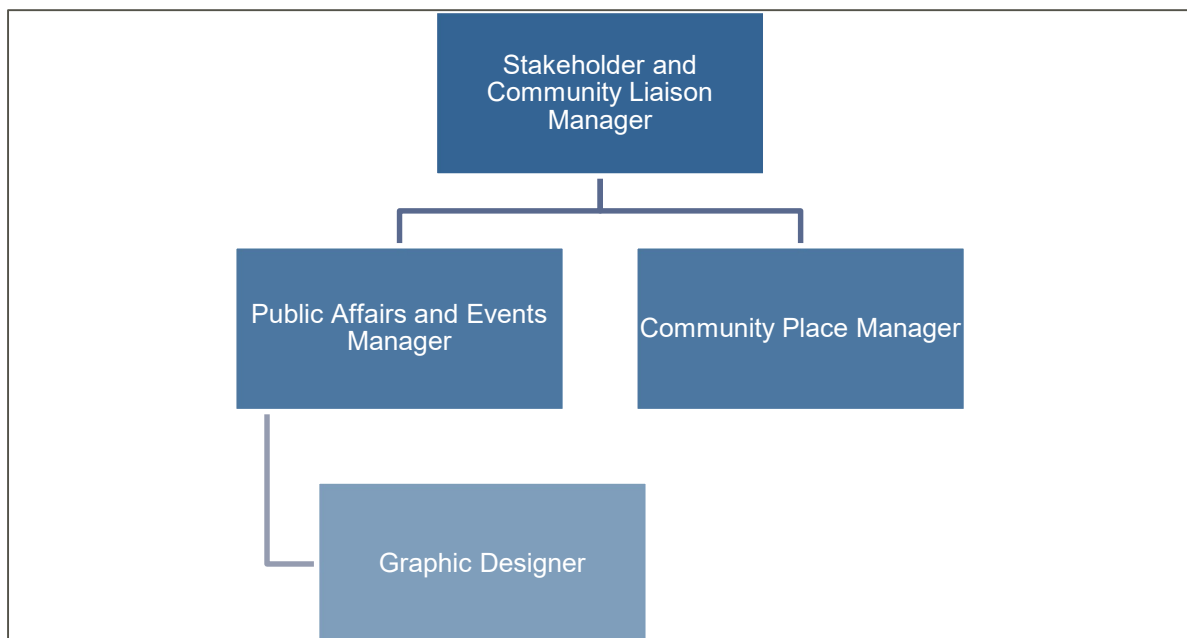 Stakeholder and
Community Liaison
Manager
Public Affairs and Events
Manager
Community Place Manager
Graphic Designer